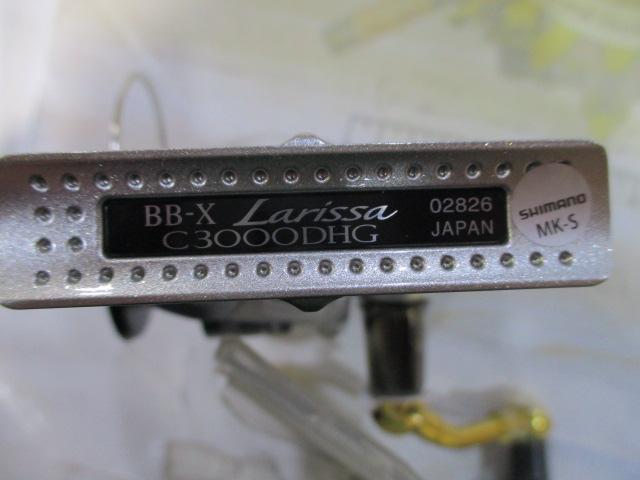 BB-X Larissa
C3000DHG
02826
JAPAN
SHIMANO
MK-S